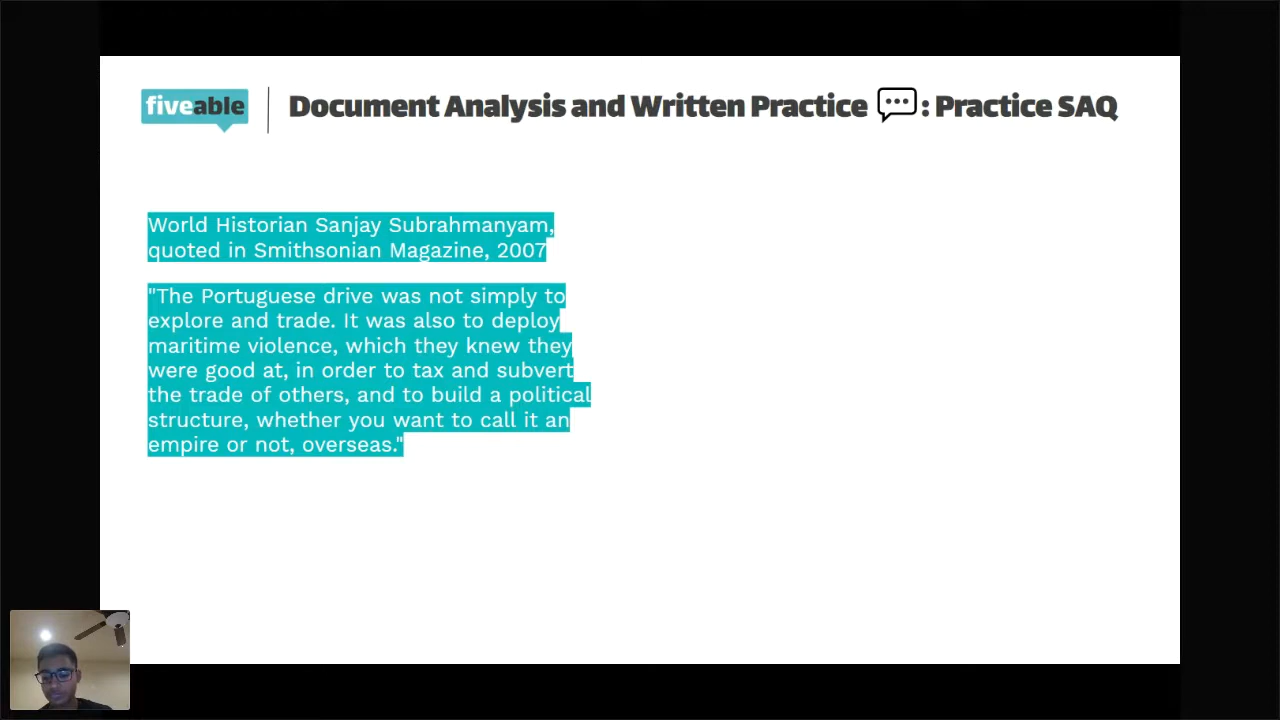 fiveable
Document Analysis and Written Practice 💬: Practice SAQ
World Historian Sanjay Subrahmanyam,
quoted in Smithsonian Magazine, 2007
"The Portuguese drive was not simply to
explore and trade. It was also to deploy
maritime violence, which they knew they
were good at, in order to tax and subvert
the trade of others, and to build a political
structure, whether you want to call it an
empire or not, overseas."